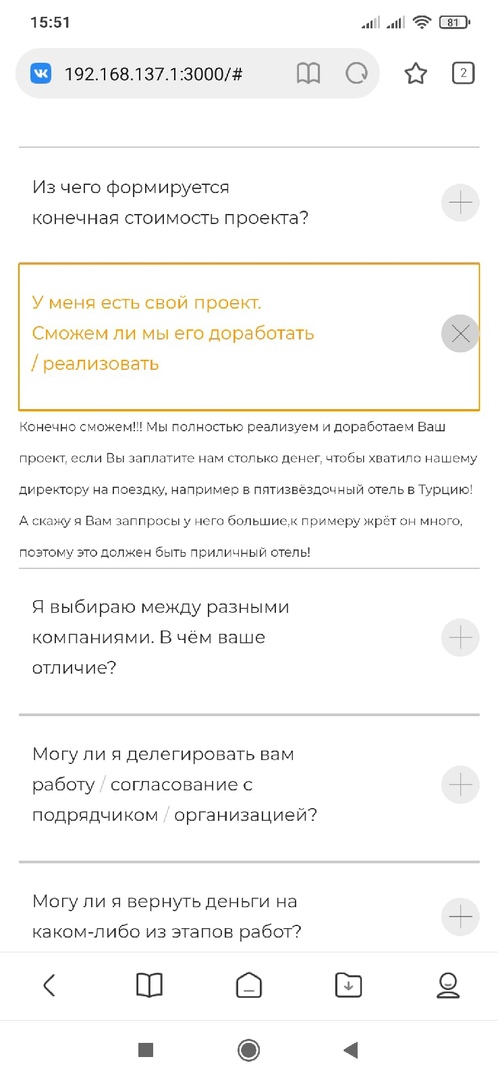 15:51
81
192.168.137.1:3000/#
2
Из чего формируется
конечная стоимость проекта?
У меня есть свой проект.
Сможем ли мы его доработать
/ реализовать
Конечно сможем!!! Мы полностью реализуем и доработаем Ваш
проект, если Вы заплатите нам столько денег, чтобы хватило нашему
директору на поездку, например в пятизвёздочный отель в Турцию!
А скажу я Вам заппросы у него большие,к примеру жрёт он много,
поэтому это должен быть приличный отель!
Я выбираю между разными
компаниями. В чём ваше
отличие?
Могу ли я делегировать вам
работу / согласование с
подрядчиком / организацией?
Могу ли я вернуть деньги на
каком-либо из этапов работ?